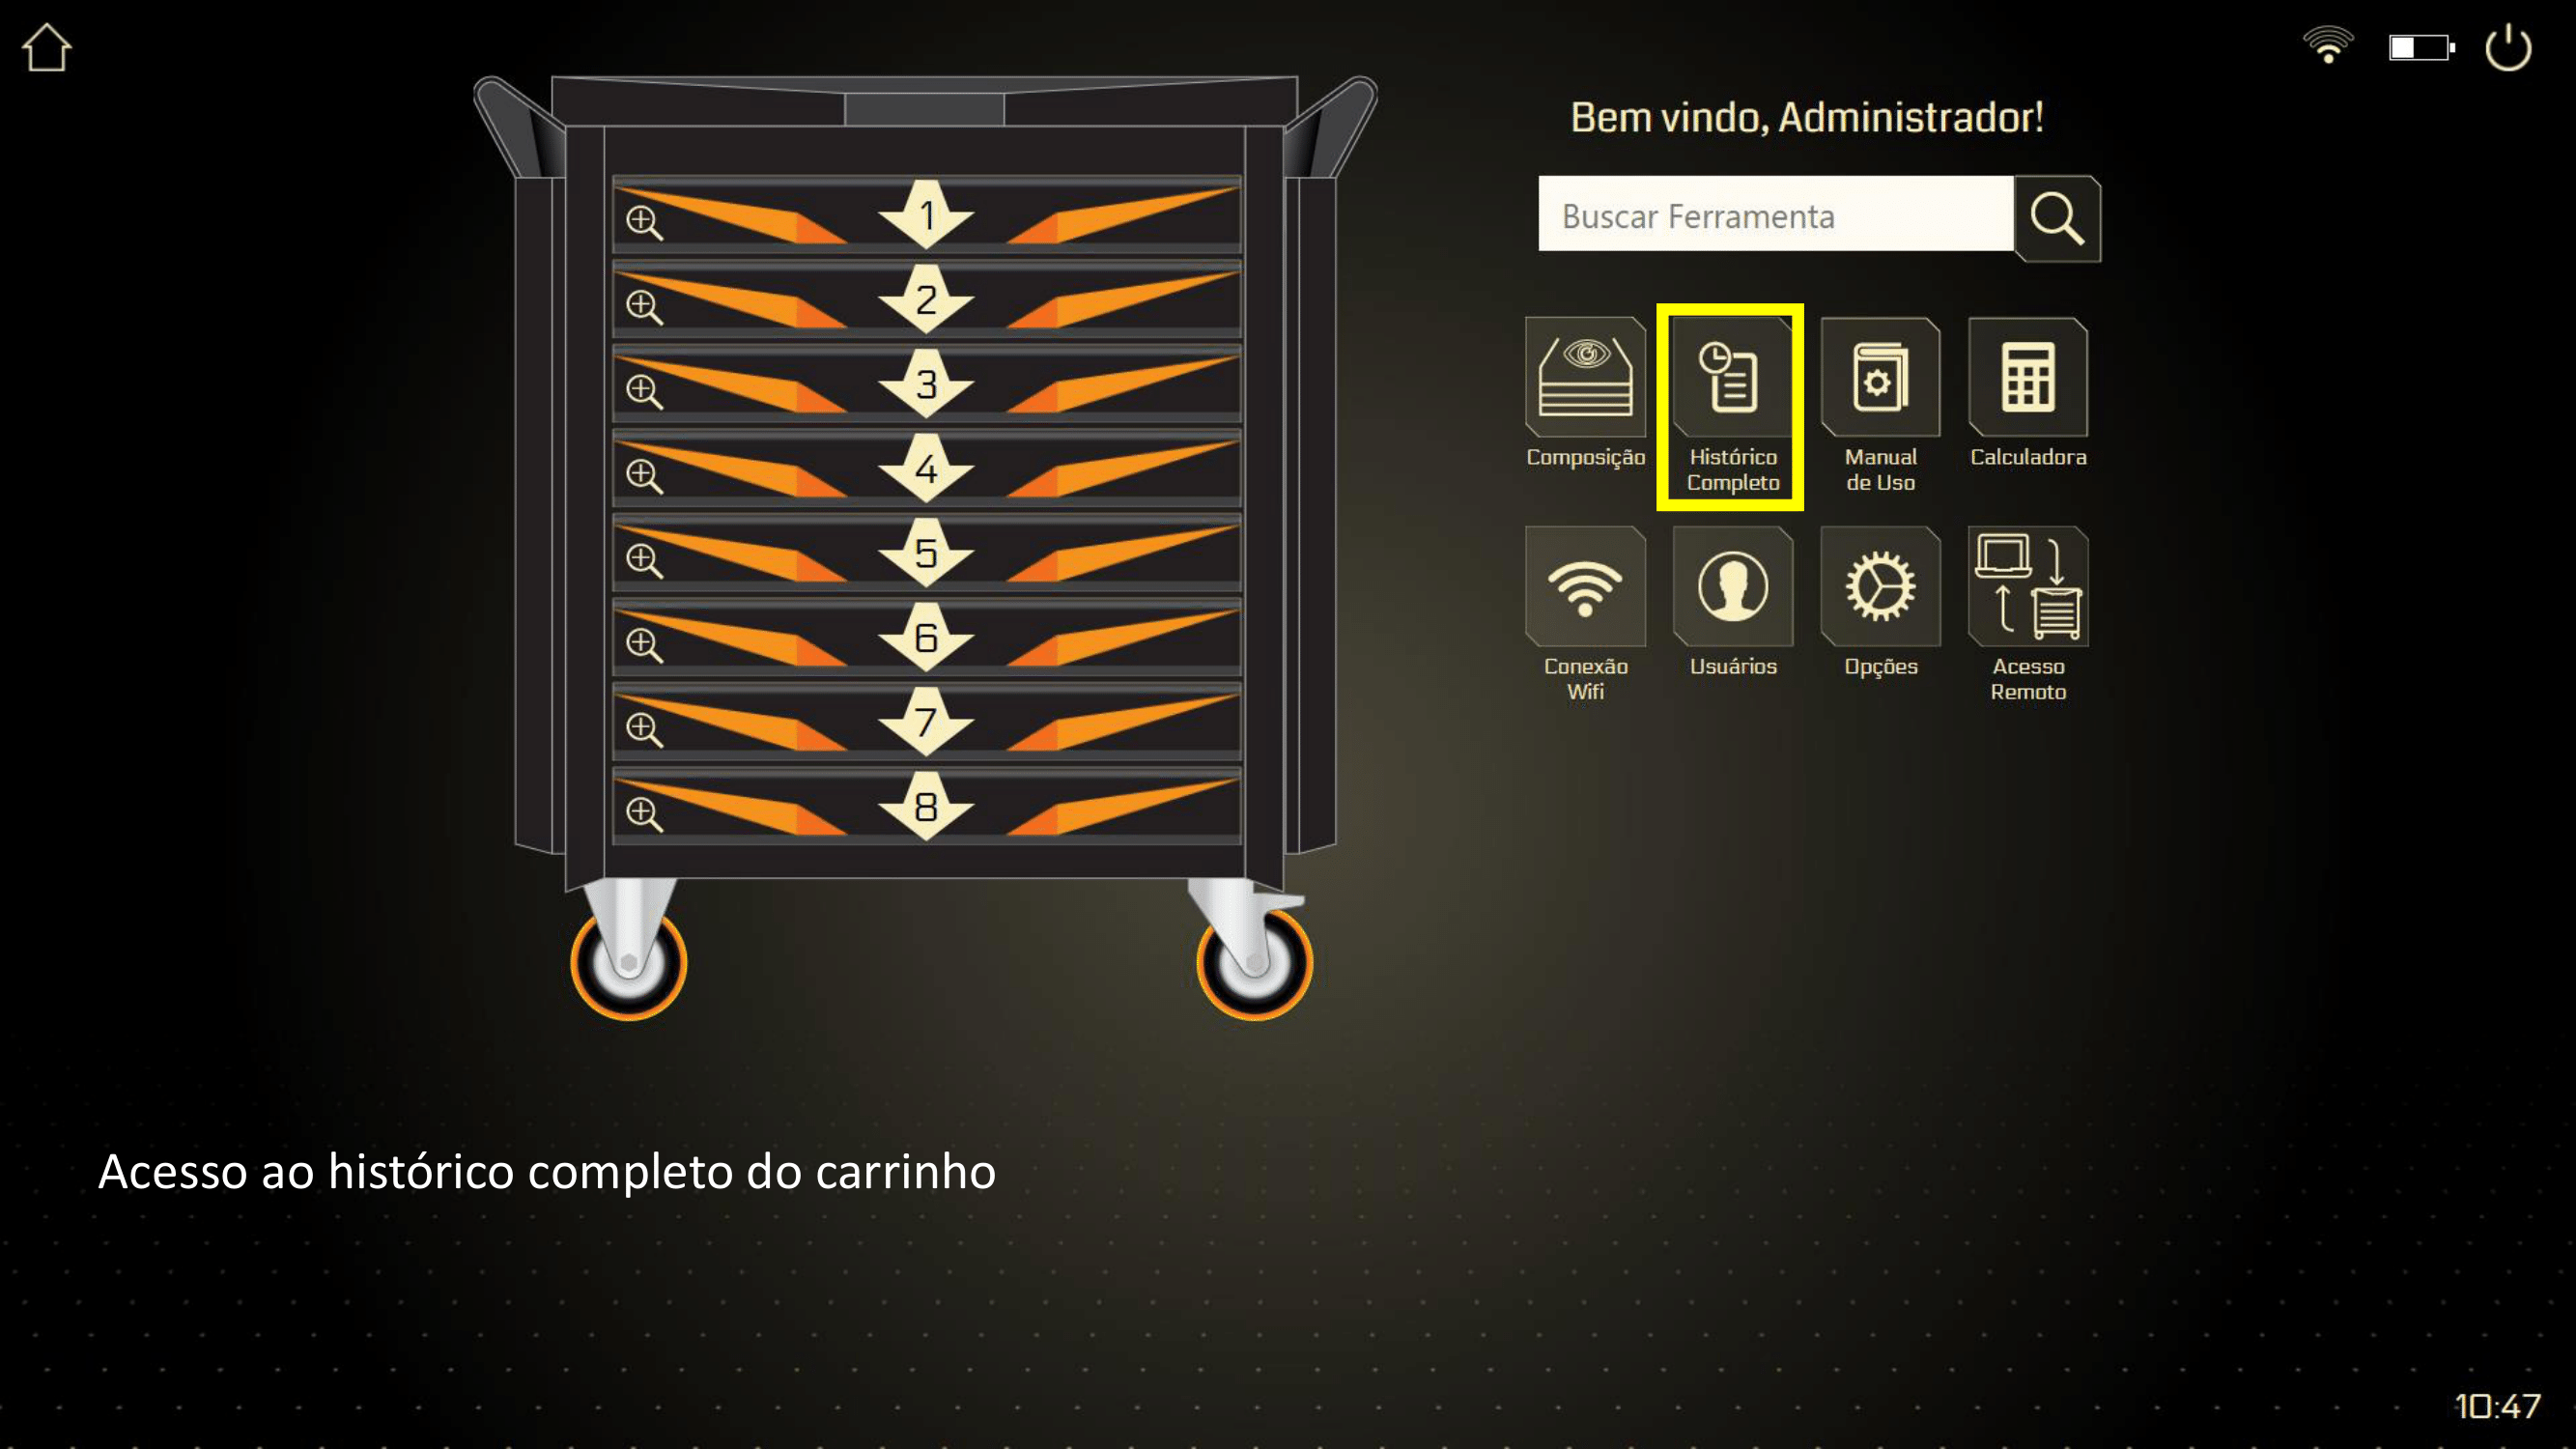 Bem vindo, Administrador!
Buscar Ferramenta
1
2
3
4
5
6
7
8
Composição
Histórico
Completo
Manual
de Uso
Calculadora
Conexão
Wifi
Usuários
Opções
Acesso
Remoto
Acesso ao histórico completo do carrinho
10:47